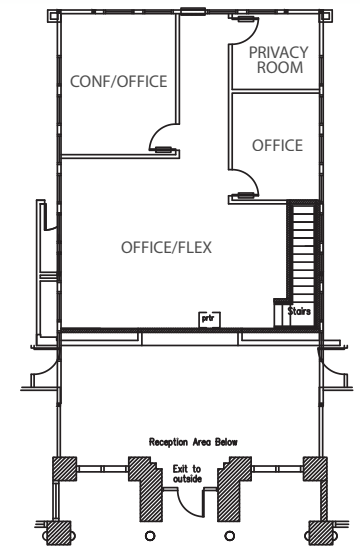 PRIVACY
ROOM
CONF/OFFICE
OFFICE
OFFICE/FLEX
Stairs
prtr
Reception Area Below
Exit to
outside